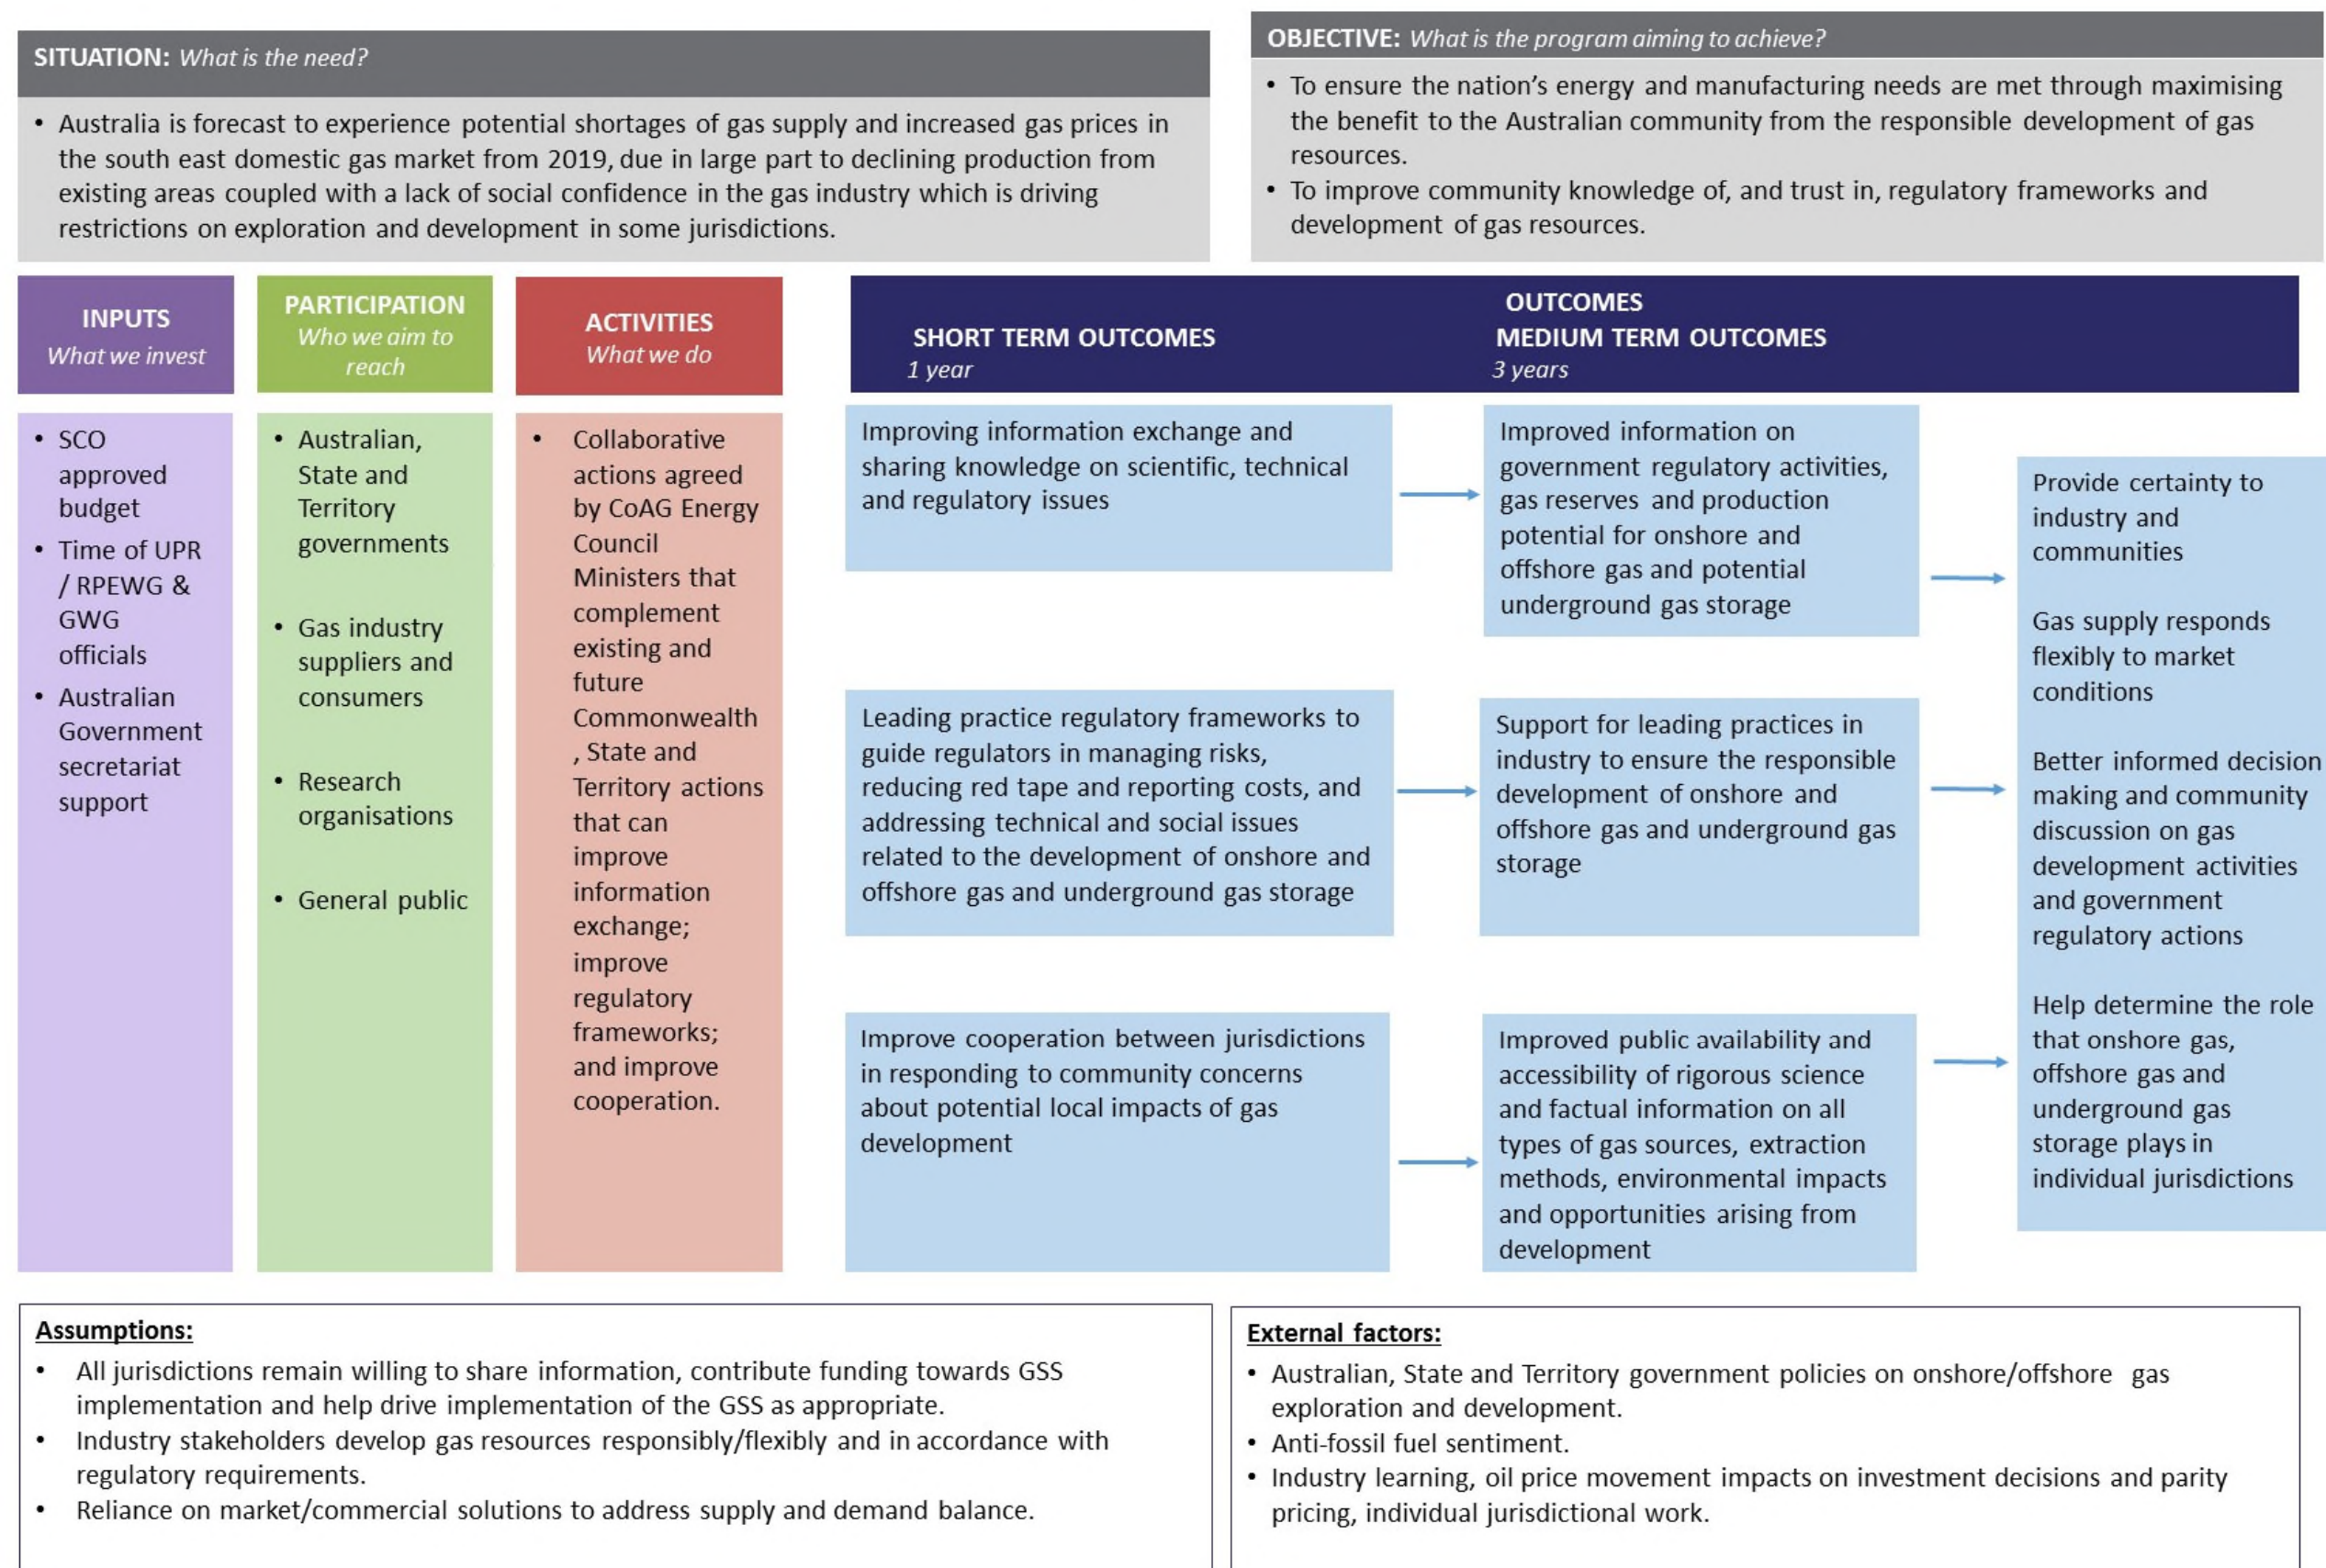 SITUATION: What is the need?
• Australia is forecast to experience potential shortages of gas supply and increased gas prices in
the south east domestic gas market from 2019, due in large part to declining production from
existing areas coupled with a lack of social confidence in the gas industry which is driving
restrictions on exploration and development in some jurisdictions.
OBJECTIVE: What is the program aiming to achieve?
• To ensure the nation's energy and manufacturing needs are met through maximising
the benefit to the Australian community from the responsible development of gas
resources.
• To improve community knowledge of, and trust in, regulatory frameworks and
development of gas resources.
INPUTS
What we invest
• SCO
approved
budget
• Time of UPR
/ RPEWG &
GWG
officials
• Australian
Government
secretariat
support
PARTICIPATION
Who we aim to
reach
• Australian,
State and
Territory
governments
• Gas industry
suppliers and
consumers
• Research
organisations
• General public
ACTIVITIES
What we do
• Collaborative
actions agreed
by CoAG Energy
Council
Ministers that
complement
existing and
future
Commonwealth
, State and
Territory actions
that can
improve
information
exchange;
improve
regulatory
frameworks;
and improve
cooperation.
OUTCOMES
SHORT TERM OUTCOMES
1 year
MEDIUM TERM OUTCOMES
3 years
Improving information exchange and
sharing knowledge on scientific, technical
and regulatory issues
Improved information on
government regulatory activities,
gas reserves and production
potential for onshore and
offshore gas and potential
underground gas storage
Leading practice regulatory frameworks to
guide regulators in managing risks,
reducing red tape and reporting costs, and
addressing technical and social issues
related to the development of onshore and
offshore gas and underground gas storage
Support for leading practices in
industry to ensure the responsible
development of onshore and
offshore gas and underground gas
storage
Improve cooperation between jurisdictions
in responding to community concerns
about potential local impacts of gas
development
Improved public availability and
accessibility of rigorous science
and factual information on all
types of gas sources, extraction
methods, environmental impacts
and opportunities arising from
development
Provide certainty to
industry and
communities
Gas supply responds
flexibly to market
conditions
Better informed decision
making and community
discussion on gas
development activities
and government
regulatory actions
Help determine the role
that onshore gas,
offshore gas and
underground gas
storage plays in
individual jurisdictions
Assumptions:
• All jurisdictions remain willing to share information, contribute funding towards GSS
implementation and help drive implementation of the GSS as appropriate.
• Industry stakeholders develop gas resources responsibly/flexibly and in accordance with
regulatory requirements.
• Reliance on market/commercial solutions to address supply and demand balance.
External factors:
• Australian, State and Territory government policies on onshore/offshore gas
exploration and development.
• Anti-fossil fuel sentiment.
• Industry learning, oil price movement impacts on investment decisions and parity
pricing, individual jurisdictional work.